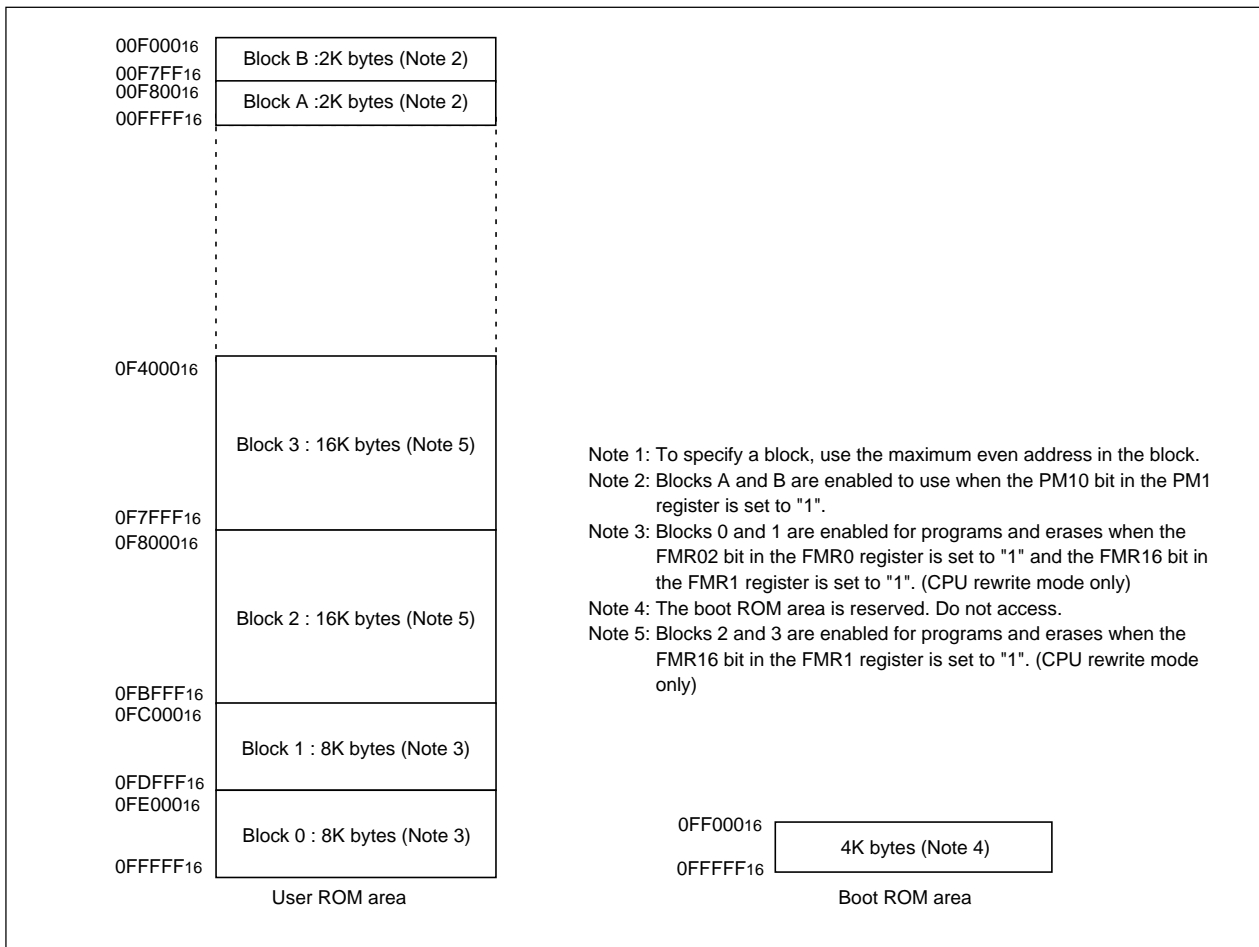 00F00016
Block B :2K bytes (Note 2)
00F7FF16
00F80016
Block A :2K bytes (Note 2)
00FFFF16
0F400016
Block 3 : 16K bytes (Note 5)
0F7FFF16
0F800016
Block 2 : 16K bytes (Note 5)
0FBFFF16
0FC00016
Block 1 : 8K bytes (Note 3)
0FDFFF16
0FE00016
Block 0 : 8K bytes (Note 3)
0FFFFF16
User ROM area
Note 1: To specify a block, use the maximum even address in the block.
Note 2: Blocks A and B are enabled to use when the PM10 bit in the PM1
register is set to "1".
Note 3: Blocks 0 and 1 are enabled for programs and erases when the
FMR02 bit in the FMR0 register is set to "1" and the FMR16 bit in
the FMR1 register is set to "1". (CPU rewrite mode only)
Note 4: The boot ROM area is reserved. Do not access.
Note 5: Blocks 2 and 3 are enabled for programs and erases when the
FMR16 bit in the FMR1 register is set to "1". (CPU rewrite mode
only)
0FF00016
4K bytes (Note 4)
0FFFFF16
Boot ROM area